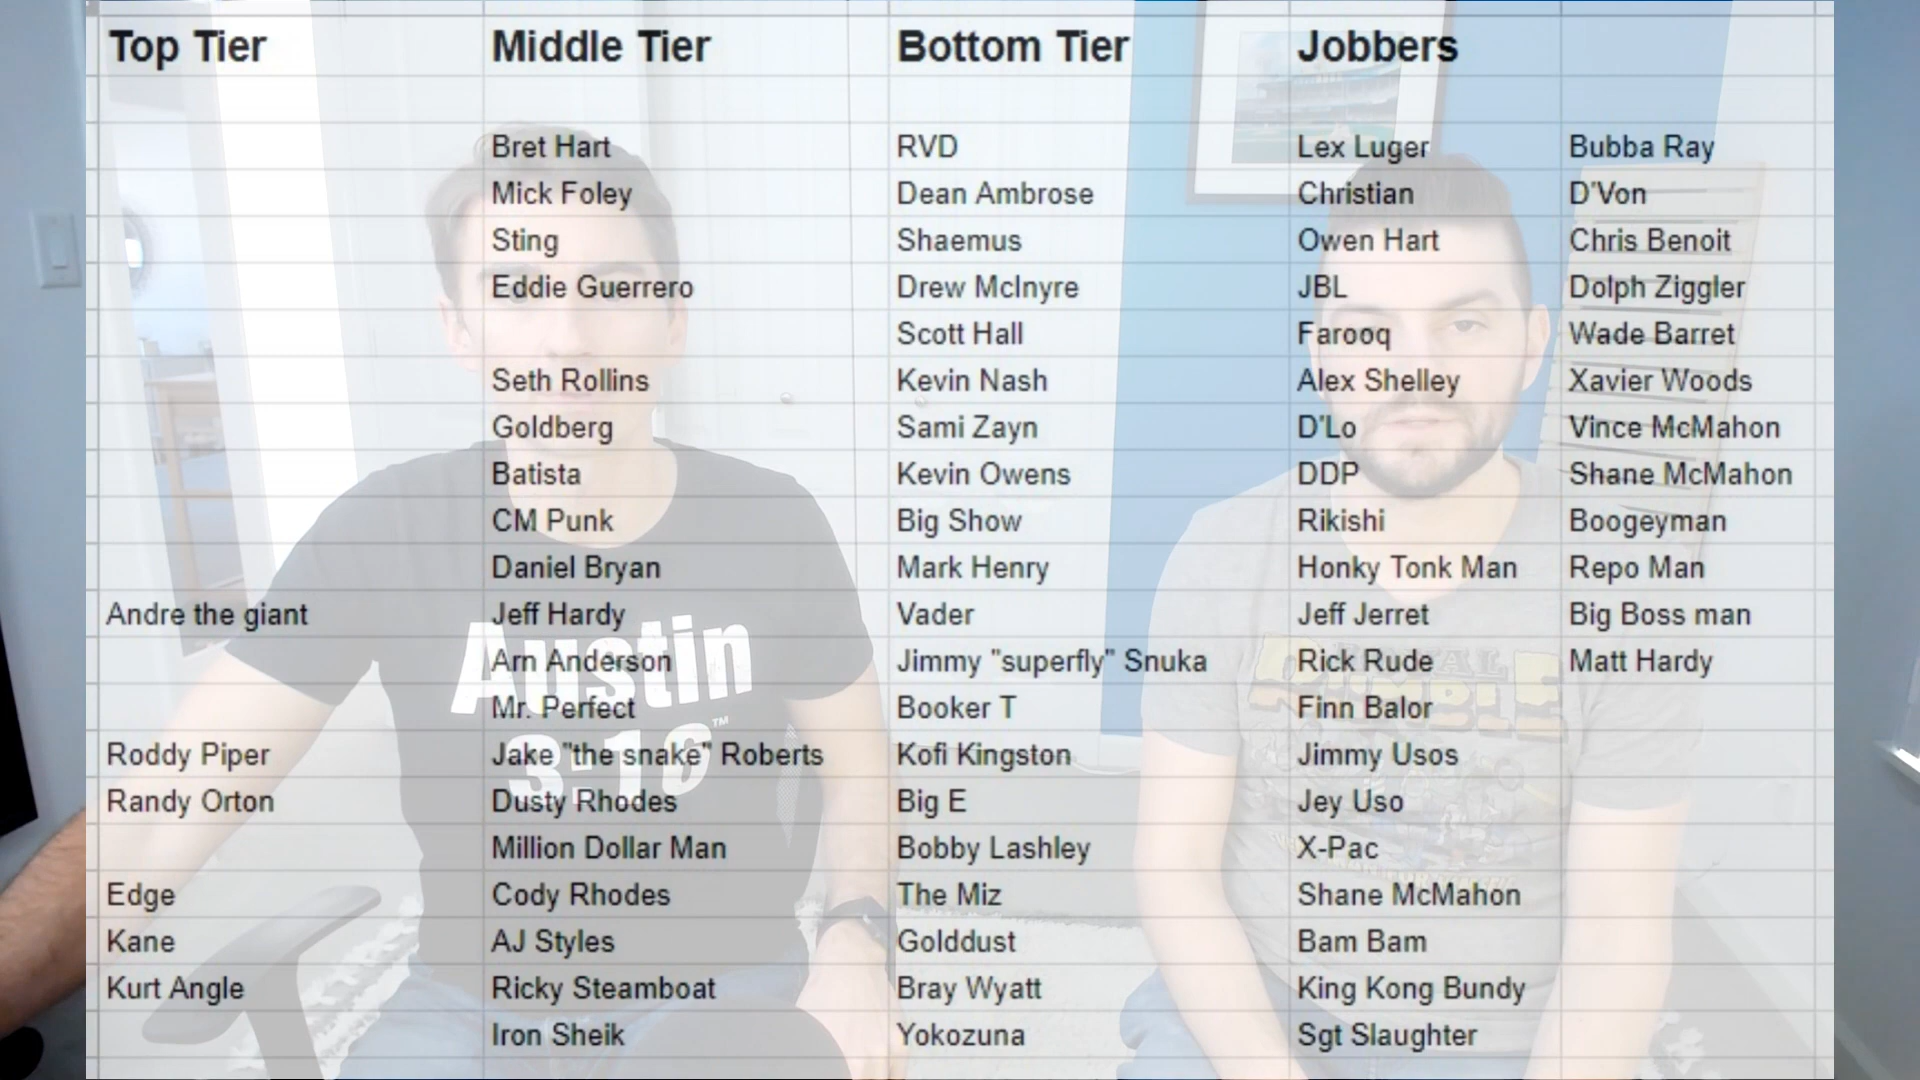 Top Tier Middle Tier Bottom Tier Jobbers
Bret Hart RVD Lex Luger Bubba Ray
Mick Foley Dean Ambrose Christian D'Von
Sting Shaemus Owen Hart Chris Benoit
Eddie Guerrero Drew McInyre JBL Dolph Ziggler
Scott Hall Farooq Wade Barret
Seth Rollins Kevin Nash Alex Shelley Xavier Woods
Goldberg Sami Zayn D'Lo Vince McMahon
Batista Kevin Owens DDP Shane McMahon
CM Punk Big Show Rikishi Boogeyman
Daniel Bryan Mark Henry Honky Tonk Man Repo Man
Andre the giant Jeff Hardy Vader Jeff Jerret Big Boss man
Arn Anderson Jimmy "superfly" Snuka Rick Rude Matt Hardy
Mr. Perfect Booker T Finn Balor
Roddy Piper Jake "the snake" Roberts Kofi Kingston Jimmy Usos
Randy Orton Dusty Rhodes Big E Jey Uso
Million Dollar Man Bobby Lashley X-Pac
Edge Cody Rhodes The Miz Shane McMahon
Kane AJ Styles Golddust Bam Bam
Kurt Angle Ricky Steamboat Bray Wyatt King Kong Bundy
Iron Sheik Yokozuna Sgt Slaughter
Austin
3:16™
ROYAL
RUMBLE